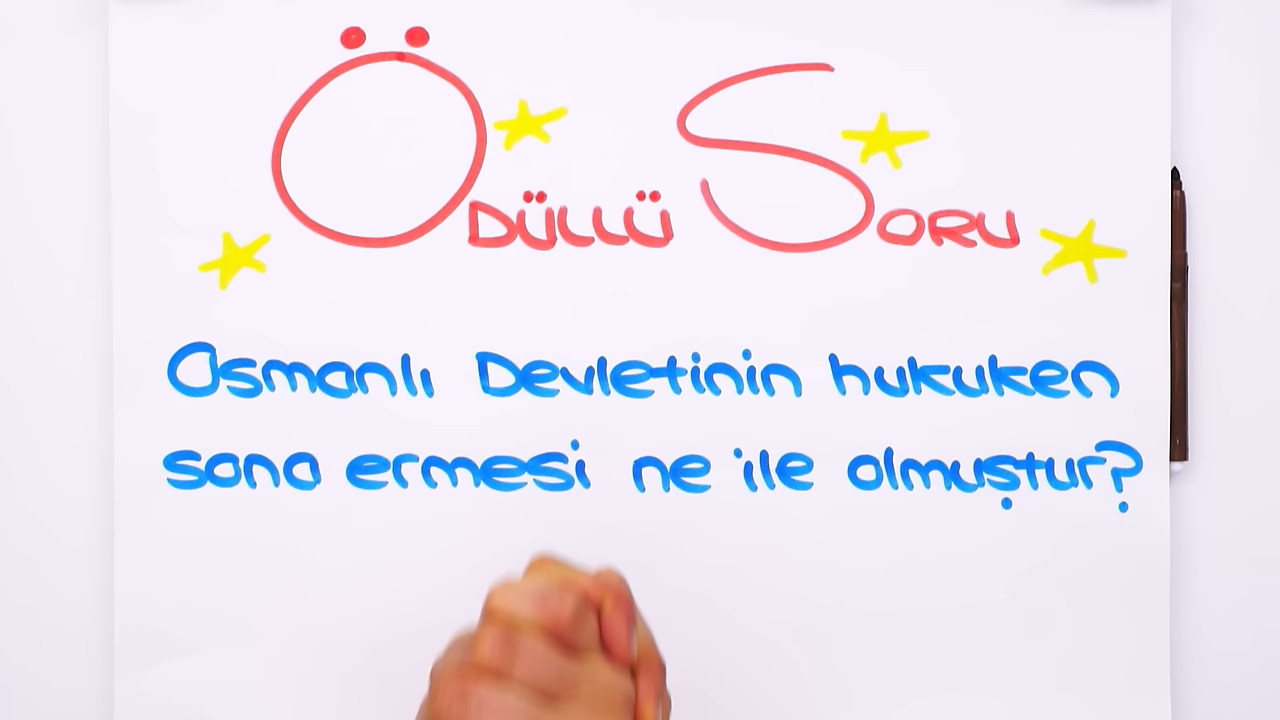 Ödüllü Soru
Osmanlı Devletinin hukuken
sona ermesi ne ile olmuştur?